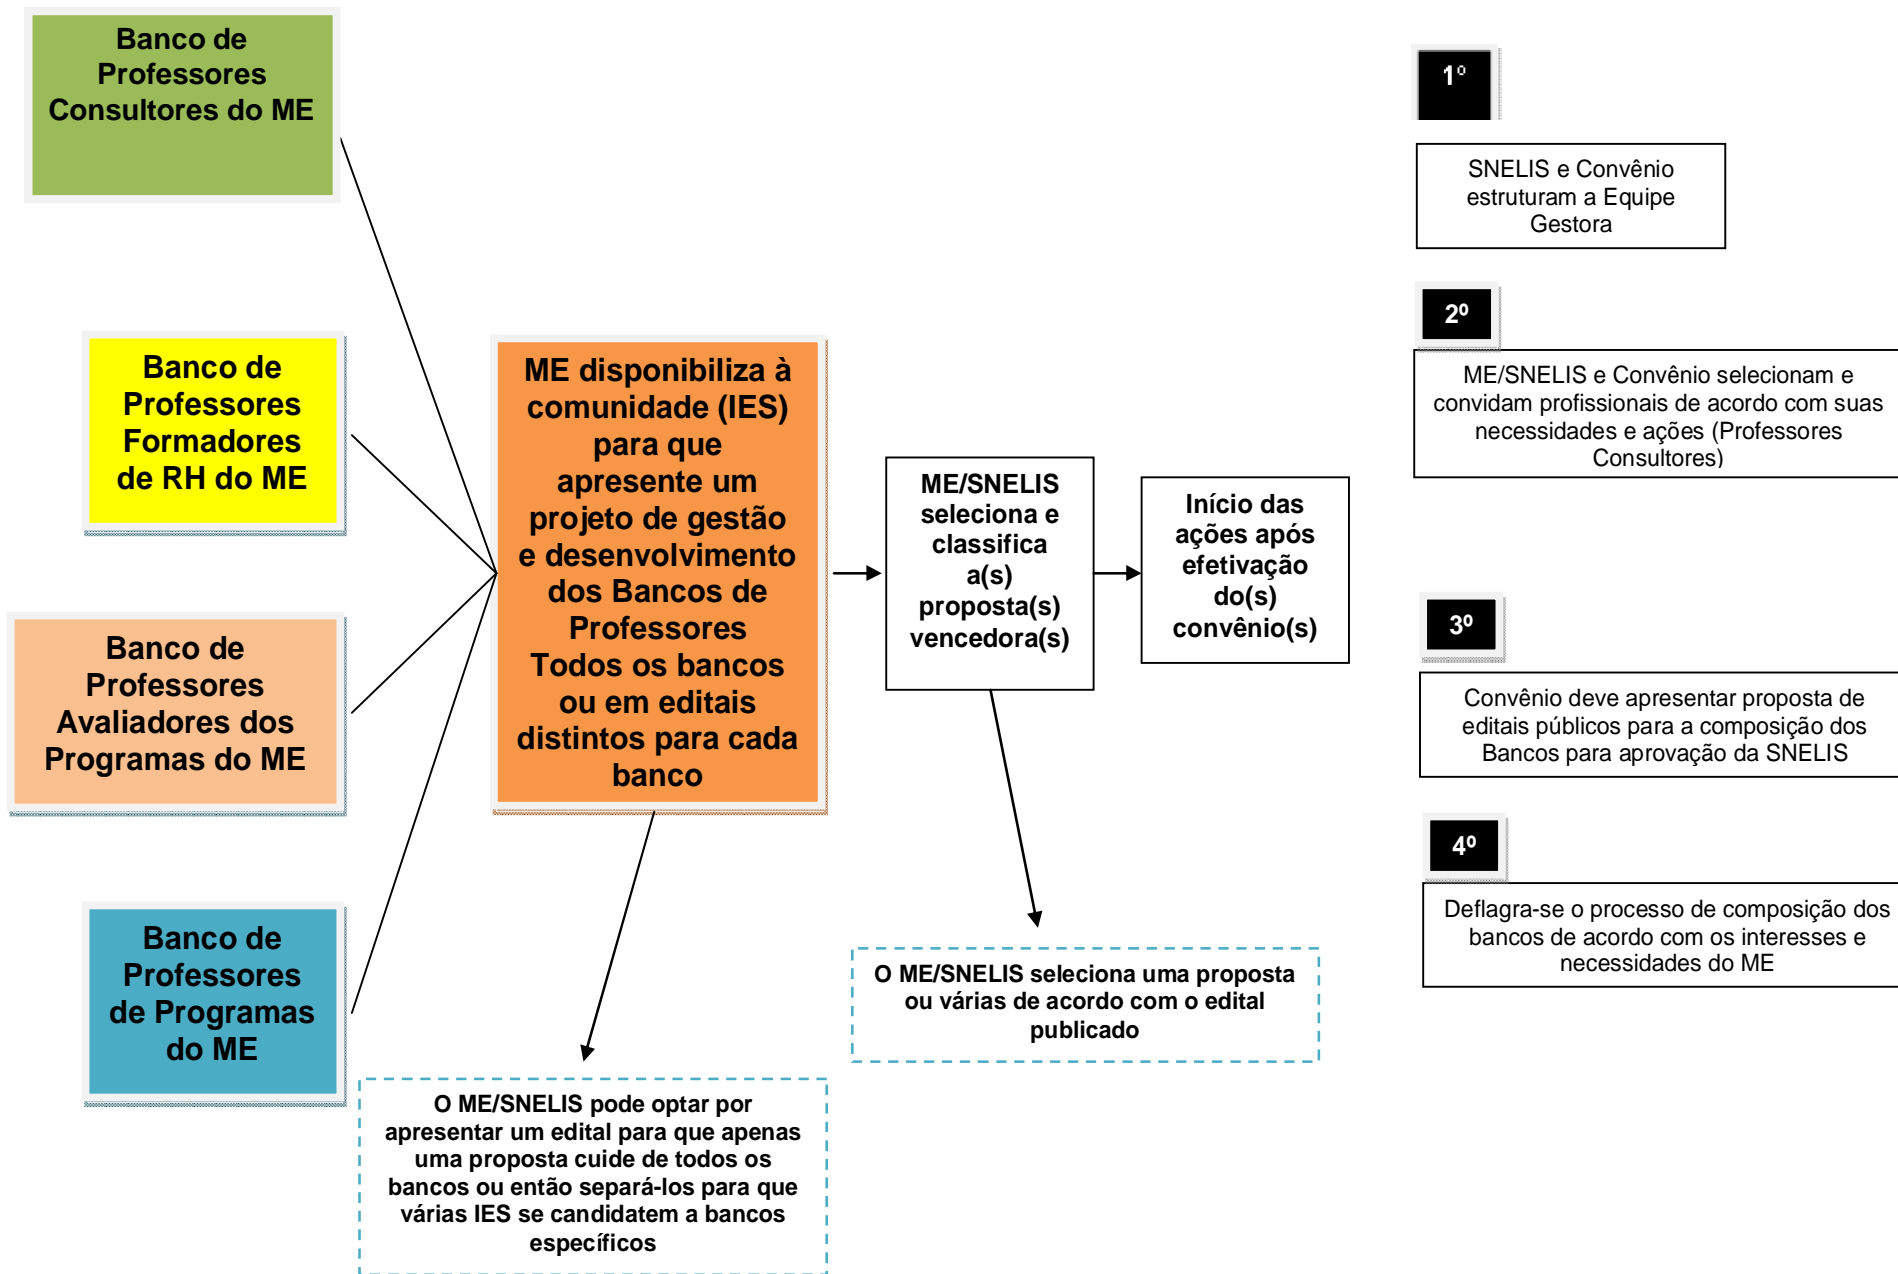 Banco de
Professores
Consultores do ME
Banco de
Professores
Formadores
de RH do ME
Banco de
Professores
Avaliadores dos
Programas do ME
Banco de
Professores
de Programas
do ME
ME disponibiliza à
comunidade (IES)
para que
apresente um
projeto de gestão
e desenvolvimento
dos Bancos de
Professores
Todos os bancos
ou em editais
distintos para cada
banco
ME/SNELIS
seleciona e
classifica
a(s)
proposta(s)
vencedora(s)
Início das
ações após
efetivação
do(s)
convênio(s)
O ME/SNELIS seleciona uma proposta
ou várias de acordo com o edital
publicado
O ME/SNELIS pode optar por
apresentar um edital para que apenas
uma proposta cuide de todos os
bancos ou então separá-los para que
várias IES se candidatem a bancos
específicos
1º
SNELIS e Convênio
estruturam a Equipe
Gestora
2º
ME/SNELIS e Convênio selecionam e
convidam profissionais de acordo com suas
necessidades e ações (Professores
Consultores)
3º
Convênio deve apresentar proposta de
editais públicos para a composição dos
Bancos para aprovação da SNELIS
4º
Deflagra-se o processo de composição dos
bancos de acordo com os interesses e
necessidades do ME